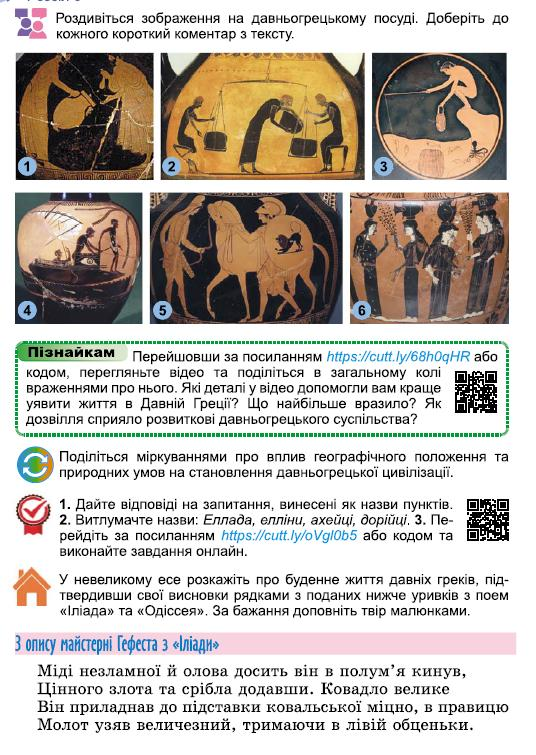 Роздивіться зображення на давньогрецькому посуді. Доберіть до
кожного короткий коментар з тексту.
1
2
3
4
5
6
Пізнайкам
Перейшовши за посиланням https://cutt.ly/68h0qHR або
кодом, перегляньте відео та поділіться в загальному колі
враженнями про нього. Які деталі у відео допомогли вам краще
уявити життя в Давній Греції? Що найбільше вразило? Як
дозвілля сприяло розвиткові давньогрецького суспільства?
Поділіться міркуваннями про вплив географічного положення та
природних умов на становлення давньогрецької цивілізації.
1. Дайте відповіді на запитання, винесені як назви пунктів.
2. Витлумачте назви: Еллада, елліни, ахейці, дорійці. 3. Пе-
рейдіть за посиланням https://cutt.ly/oVgI0b5 або кодом та
виконайте завдання онлайн.
У невеликому есе розкажіть про буденне життя давніх греків, під-
твердивши свої висновки рядками з поданих нижче уривків з поем
«Іліада» та «Одіссея». За бажання доповніть твір малюнками.
З опису майстерні Гефеста з «Іліади»
Міді незламної й олова досить він в полум’я кинув,
Цінного злота та срібла додавши. Ковадло велике
Він приладнав до підставки ковальської міцно, в правицю
Молот узяв величезний, тримаючи в лівій обценьки.